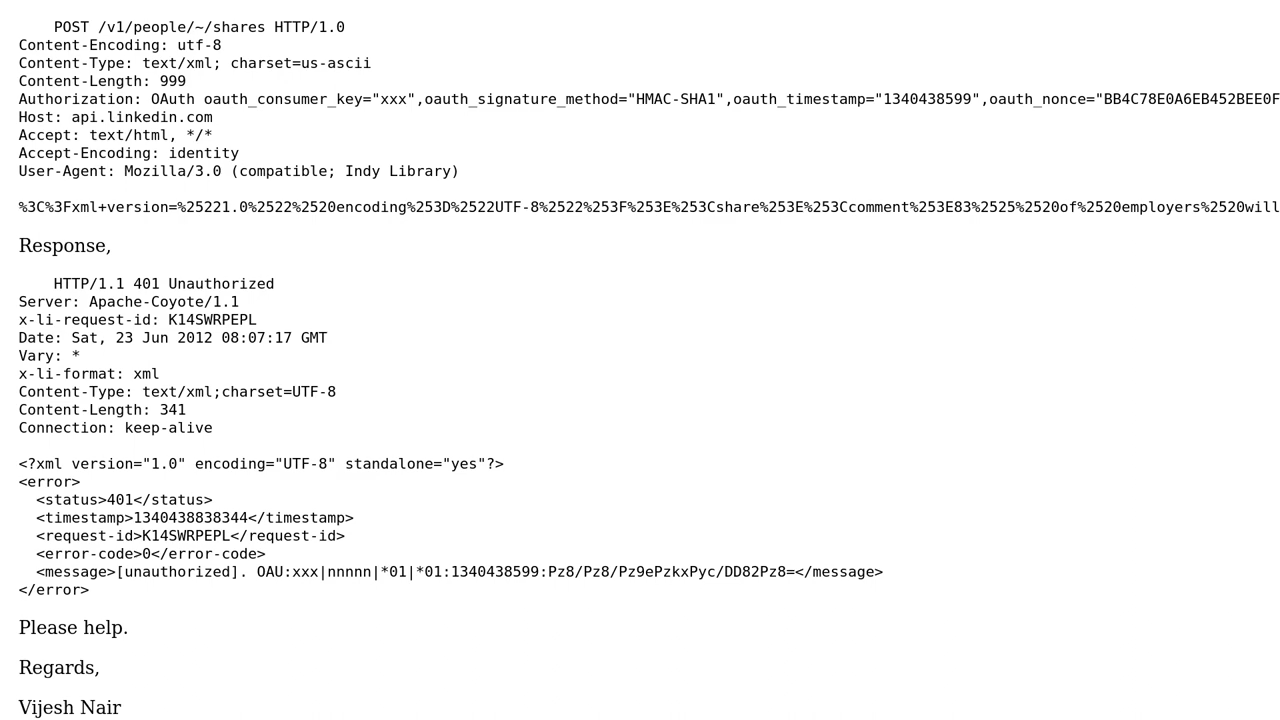 POST /v1/people/~/shares HTTP/1.0
Content-Encoding: utf-8
Content-Type: text/xml; charset=us-ascii
Content-Length: 999
Authorization: OAuth oauth_consumer_key="xxx",oauth_signature_method="HMAC-SHA1",oauth_timestamp="1340438599",oauth_nonce="BB4C78E0A6EB452BEE0F
Host: api.linkedin.com
Accept: text/html, */*
Accept-Encoding: identity
User-Agent: Mozilla/3.0 (compatible; Indy Library)
%3C%3Fxml+version=%25221.0%2522%2520encoding%253D%2522UTF-8%2522%253F%253E%253Cshare%253E%253Ccomment%253E83%2525%2520of%2520employers%2520will
Response,
HTTP/1.1 401 Unauthorized
Server: Apache-Coyote/1.1
x-li-request-id: K14SWRPEPL
Date: Sat, 23 Jun 2012 08:07:17 GMT
Vary: *
x-li-format: xml
Content-Type: text/xml;charset=UTF-8
Content-Length: 341
Connection: keep-alive
<?xml version="1.0" encoding="UTF-8" standalone="yes"?>
<error>
<status>401</status>
<timestamp>1340438838344</timestamp>
<request-id>K14SWRPEPL</request-id>
<error-code>0</error-code>
<message>[unauthorized]. OAU:xxx|nnnnn|*01|*01:1340438599:Pz8/Pz8/Pz9ePzkxPyc/DD82Pz8=</message>
</error>
Please help.
Regards,
Vijesh Nair